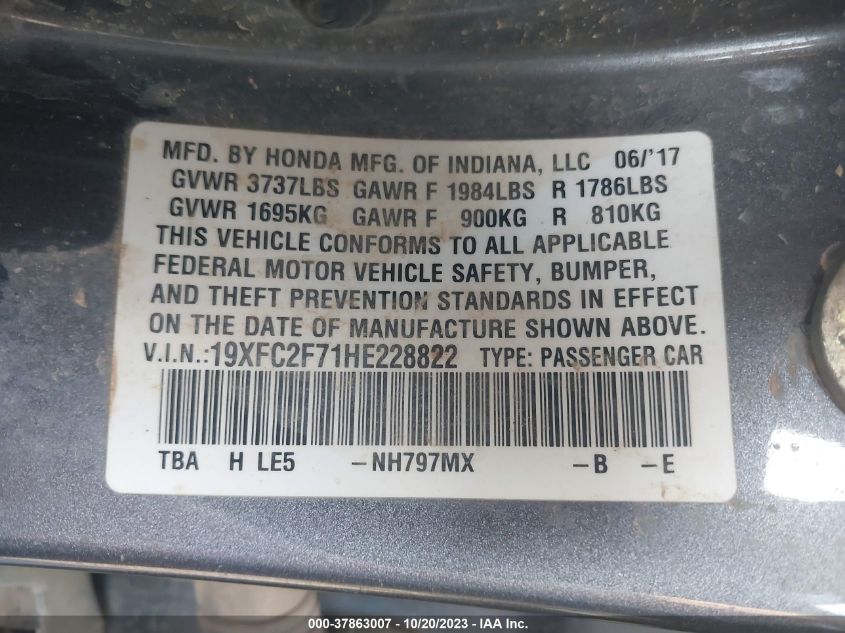 MFD. BY HONDA MFG. OF INDIANA, LLC 06/'17
GVWR 3737LBS GAWR F 1984LBS R 1786LBS
GVWR 1695KG GAWR F 900KG R 810KG
THIS VEHICLE CONFORMS TO ALL APPLICABLE
FEDERAL MOTOR VEHICLE SAFETY, BUMPER,
AND THEFT PREVENTION STANDARDS IN EFFECT
ON THE DATE OF MANUFACTURE SHOWN ABOVE.
V.I.N.:19XFC2F71HE228822 TYPE: PASSENGER CAR
TBA H LE5 –NH797MX –B –E
000-37863007 - 10/20/2023 - IAA Inc.